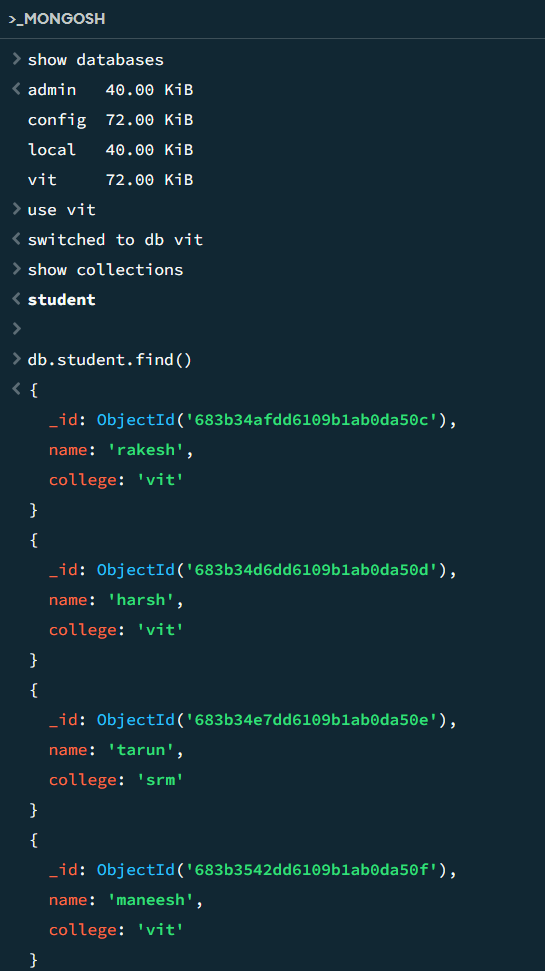 >_MONGOSH
> show databases
< admin   40.00 KiB
config  72.00 KiB
local   40.00 KiB
vit     72.00 KiB
> use vit
< switched to db vit
> show collections
< student
>
> db.student.find()
< {
_id: ObjectId('683b34afdd6109b1ab0da50c'),
name: 'rakesh',
college: 'vit'
}
{
_id: ObjectId('683b34d6dd6109b1ab0da50d'),
name: 'harsh',
college: 'vit'
}
{
_id: ObjectId('683b34e7dd6109b1ab0da50e'),
name: 'tarun',
college: 'srm'
}
{
_id: ObjectId('683b3542dd6109b1ab0da50f'),
name: 'maneesh',
college: 'vit'
}